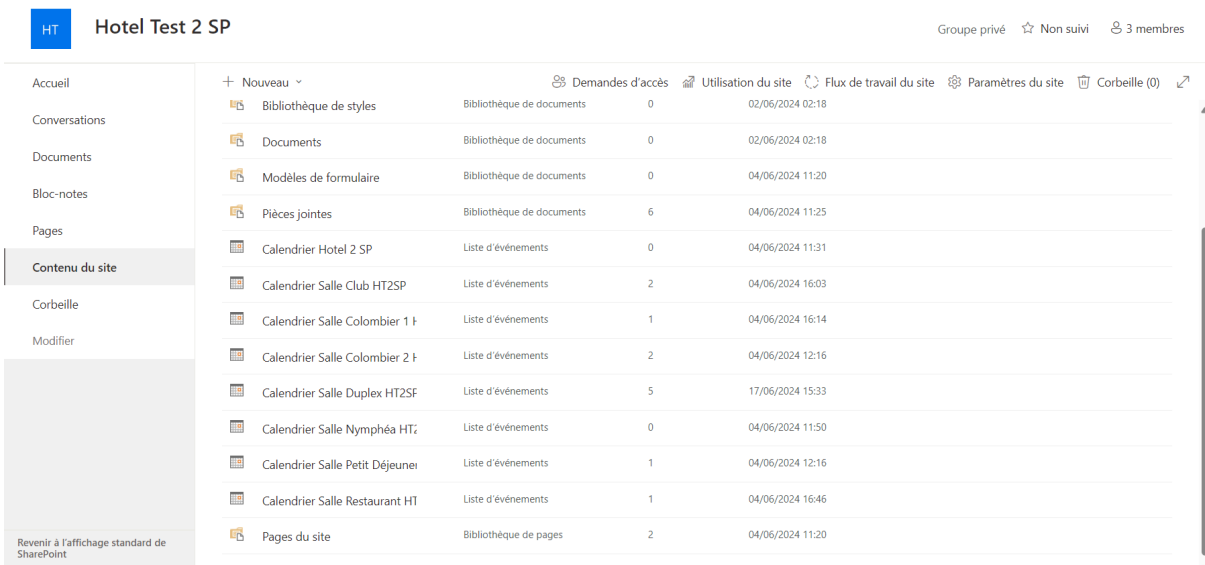 HT Hotel Test 2 SP
Groupe privé Non suivi 3 membres
Accueil
Conversations
Documents
Bloc-notes
Pages
Contenu du site
Corbeille
Modifier
Revenir à l'affichage standard de
SharePoint
Nouveau Demandes d'accès Utilisation du site Flux de travail du site Paramètres du site Corbeille (0)
Bibliothèque de styles Bibliothèque de documents 0 02/06/2024 02:18
Documents Bibliothèque de documents 0 02/06/2024 02:18
Modèles de formulaire Bibliothèque de documents 0 04/06/2024 11:20
Pièces jointes Bibliothèque de documents 6 04/06/2024 11:25
Calendrier Hotel 2 SP Liste d'événements 0 04/06/2024 11:31
Calendrier Salle Club HT2SP Liste d'événements 2 04/06/2024 16:03
Calendrier Salle Colombier 1 Liste d'événements 1 04/06/2024 16:14
Calendrier Salle Colombier 2 Liste d'événements 2 04/06/2024 12:16
Calendrier Salle Duplex HT2SP Liste d'événements 5 17/06/2024 15:33
Calendrier Salle Nymphéa HT2 Liste d'événements 0 04/06/2024 11:50
Calendrier Salle Petit Déjeuner Liste d'événements 1 04/06/2024 12:16
Calendrier Salle Restaurant HT Liste d'événements 1 04/06/2024 16:46
Pages du site Bibliothèque de pages 2 04/06/2024 11:20